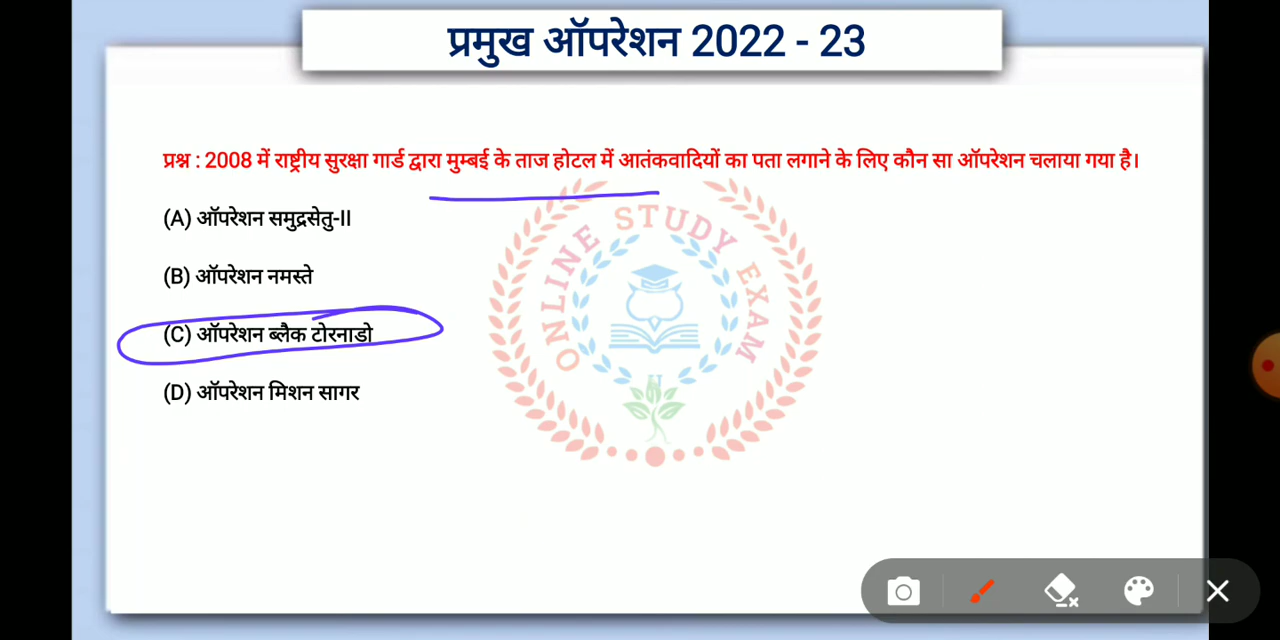 प्रमुख ऑपरेशन 2022 - 23
प्रश्न : 2008 में राष्ट्रीय सुरक्षा गार्ड द्वारा मुम्बई के ताज होटल में आतंकवादियों का पता लगाने के लिए कौन सा ऑपरेशन चलाया गया है।
(A) ऑपरेशन समुद्रसेतु-II
(B) ऑपरेशन नमस्ते
(C) ऑपरेशन ब्लैक टोरनाडो
(D) ऑपरेशन मिशन सागर
ONLINE STUDY EXAM